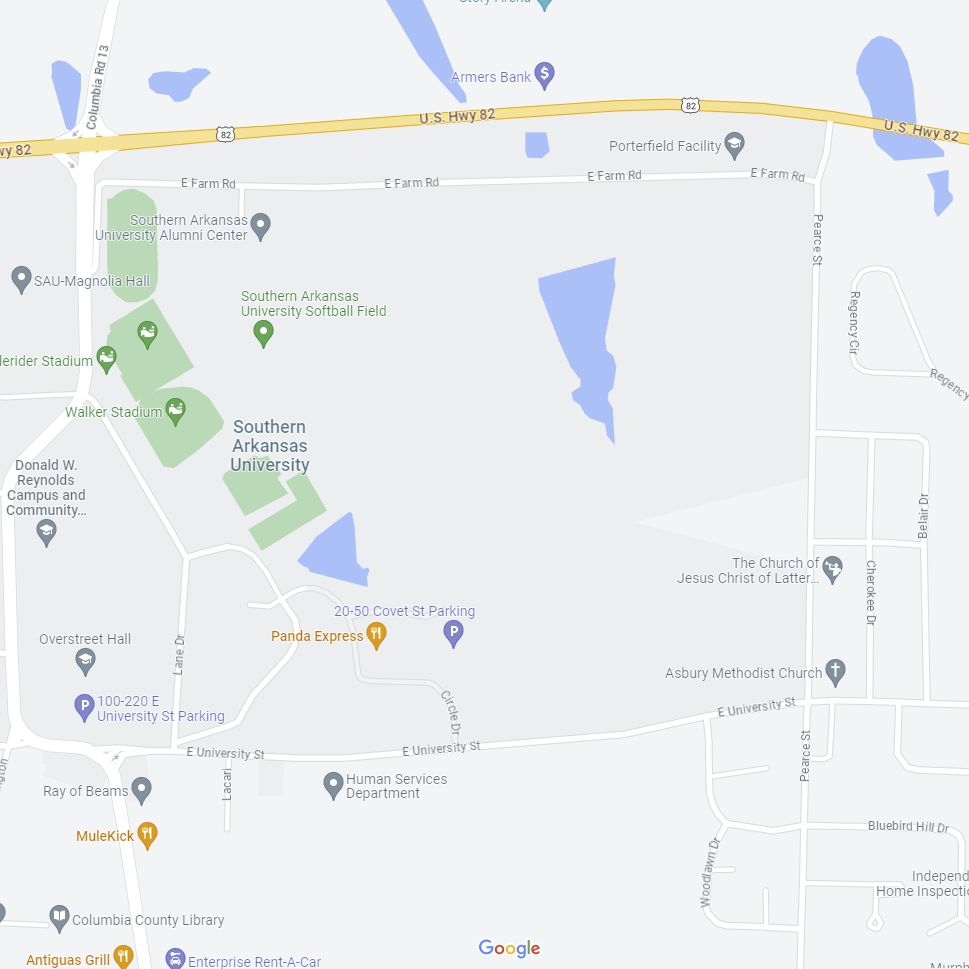 Story Arena
Columbia Rd 13
Armers Bank
82
U.S. Hwy 82
82
U.S. Hwy 82
wy 82
Porterfield Facility
E Farm Rd
E Farm Rd
E Farm Rd
E Farm Rd
Southern Arkansas
University Alumni Center
Pearce St
SAU-Magnolia Hall
Southern Arkansas
University Softball Field
Regency Cir
lerider Stadium
Regency
Walker Stadium
Southern
Arkansas
University
Donald W.
Reynolds
Campus and
Community...
Belair Dr
The Church of
Jesus Christ of Latter...
Cherokee Dr
20-50 Covet St Parking
Panda Express
Overstreet Hall
Lane Dr
Asbury Methodist Church
100-220 E
University St Parking
Circle Dr
E University St
E University St
E University St
Pearce St
ngton
Ray of Beams
Lacari
Human Services
Department
MuleKick
Bluebird Hill Dr
Woodlawn Dr
Independ
Home Inspectio
Columbia County Library
Google
Antiguas Grill
Enterprise Rent-A-Car